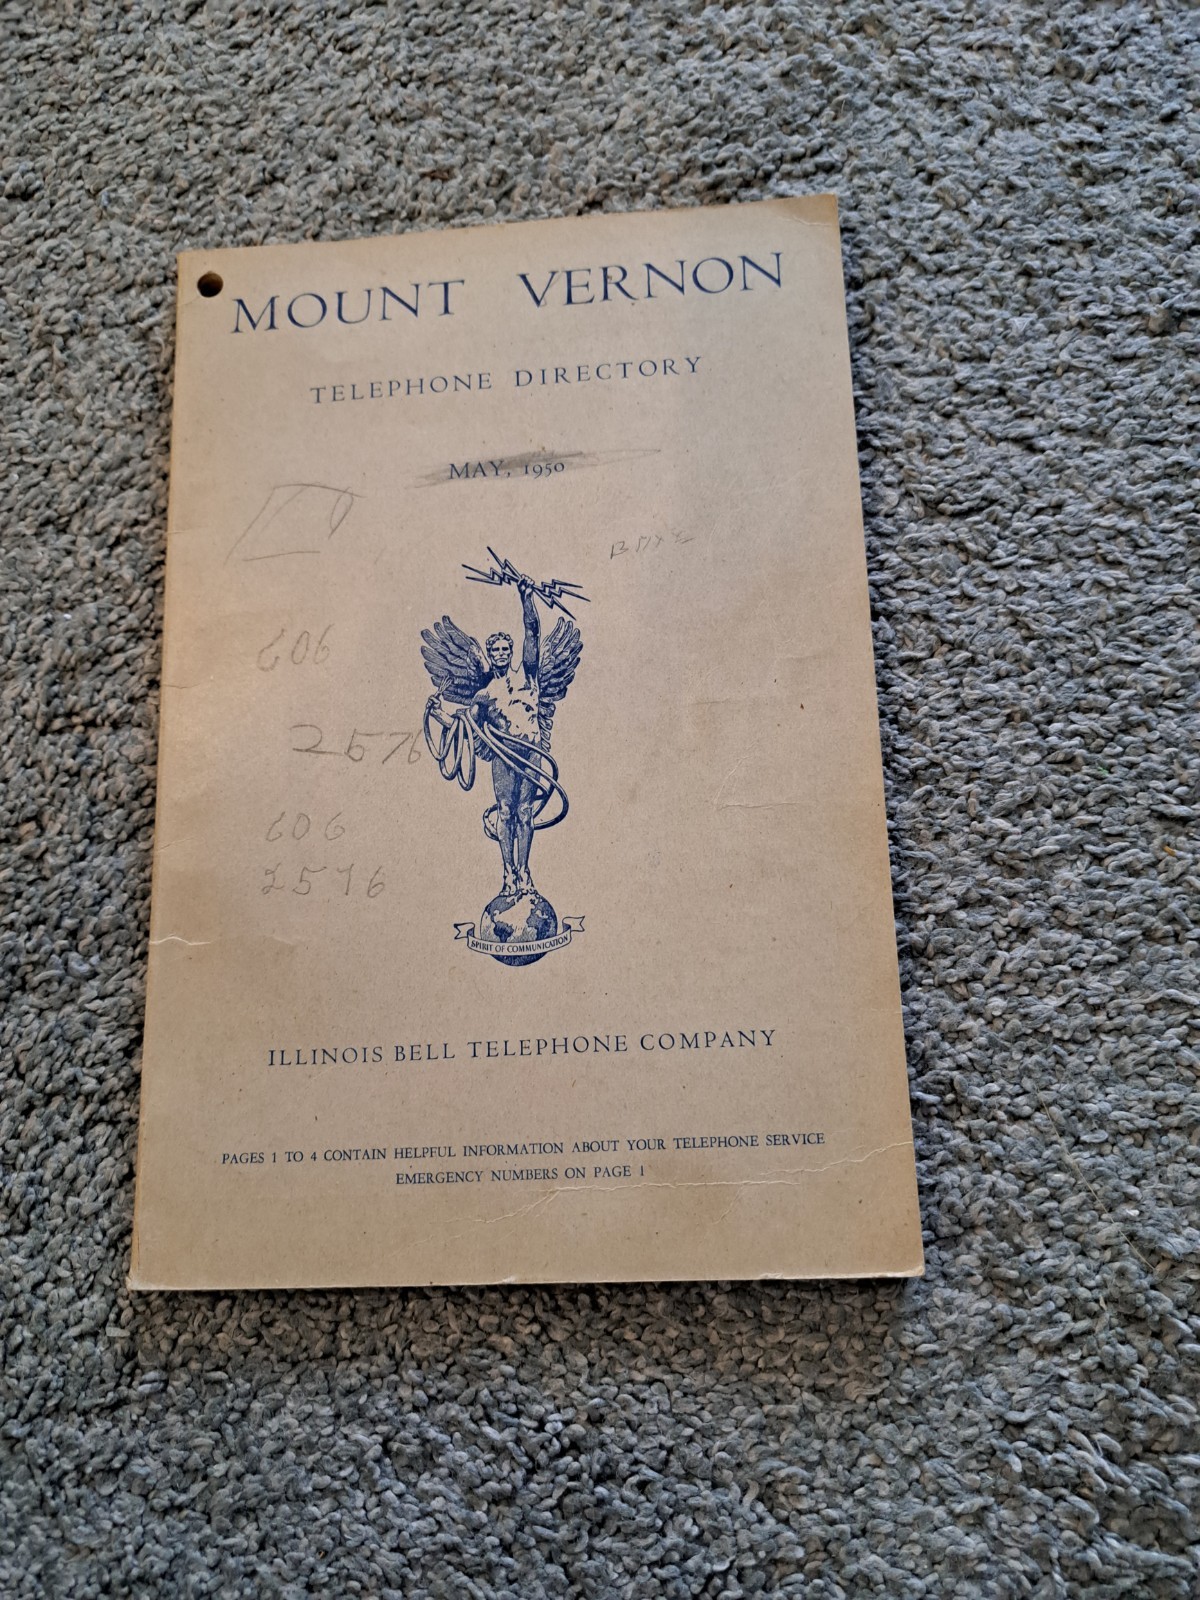 MOUNT VERNON
TELEPHONE DIRECTORY
MAY, 1950
606
2576
606
2576
SPIRIT OF COMMUNICATION
ILLINOIS BELL TELEPHONE COMPANY
PAGES 1 TO 4 CONTAIN HELPFUL INFORMATION ABOUT YOUR TELEPHONE SERVICE
EMERGENCY NUMBERS ON PAGE 1